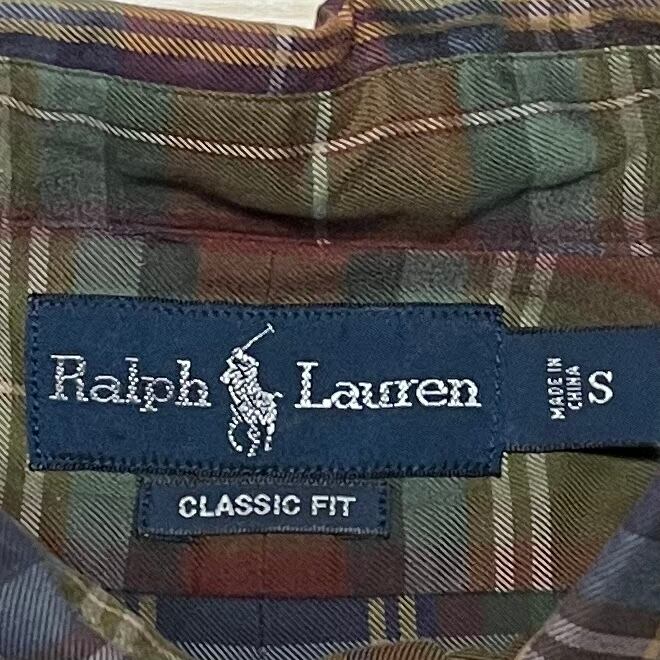 Ralph Lauren
MADE IN
CHINA
S
CLASSIC FIT